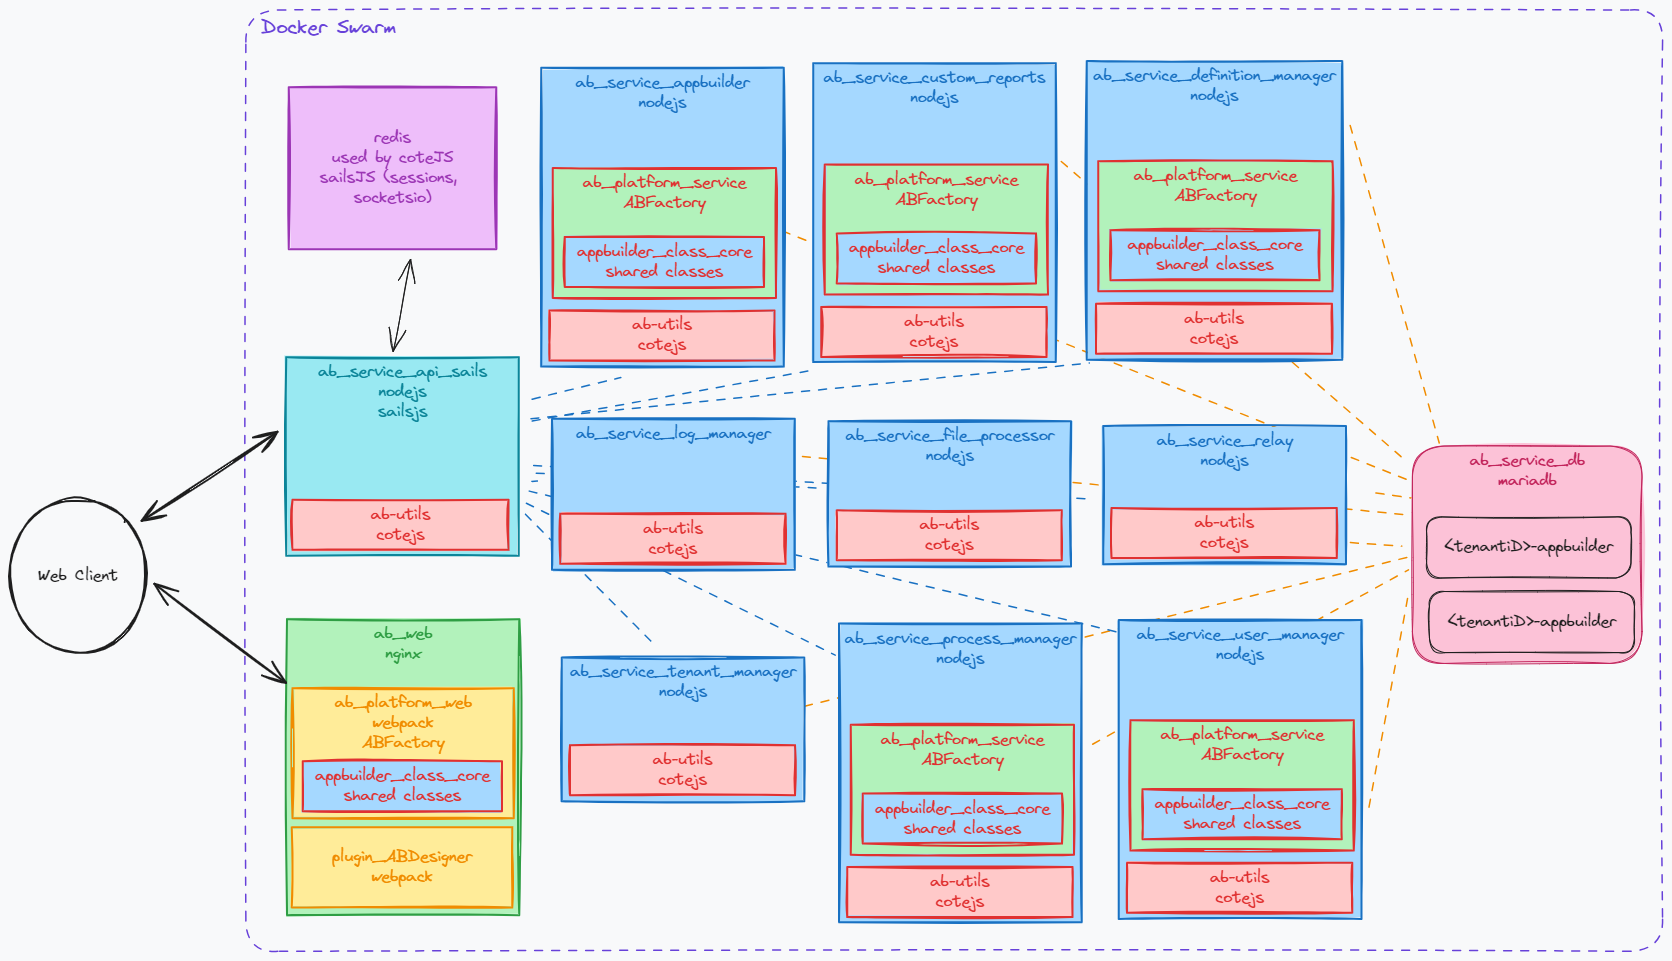 Docker Swarm
redis
used by coteJS
sailsJS (sessions,
socketsio)
ab_service_appbuilder
nodejs
ab_platform_service
ABFactory
appbuilder_class_core
shared classes
ab-utils
cotejs
ab_service_custom_reports
nodejs
ab_platform_service
ABFactory
appbuilder_class_core
shared classes
ab-utils
cotejs
ab_service_definition_manager
nodejs
ab_platform_service
ABFactory
appbuilder_class_core
shared classes
ab-utils
cotejs
ab_service_api_sails
nodejs
sailsjs
ab-utils
cotejs
ab_service_log_manager
ab-utils
cotejs
ab_service_file_processor
nodejs
ab-utils
cotejs
ab_service_relay
nodejs
ab-utils
cotejs
ab_service_db
mariadb
<tenantiD>-appbuilder
<tenantiD>-appbuilder
Web Client
ab_web
nginx
ab_platform_web
webpack
ABFactory
appbuilder_class_core
shared classes
plugin_ABDesigner
webpack
ab_service_tenant_manager
nodejs
ab-utils
cotejs
ab_service_process_manager
nodejs
ab_platform_service
ABFactory
appbuilder_class_core
shared classes
ab-utils
cotejs
ab_service_user_manager
nodejs
ab_platform_service
ABFactory
appbuilder_class_core
shared classes
ab-utils
cotejs